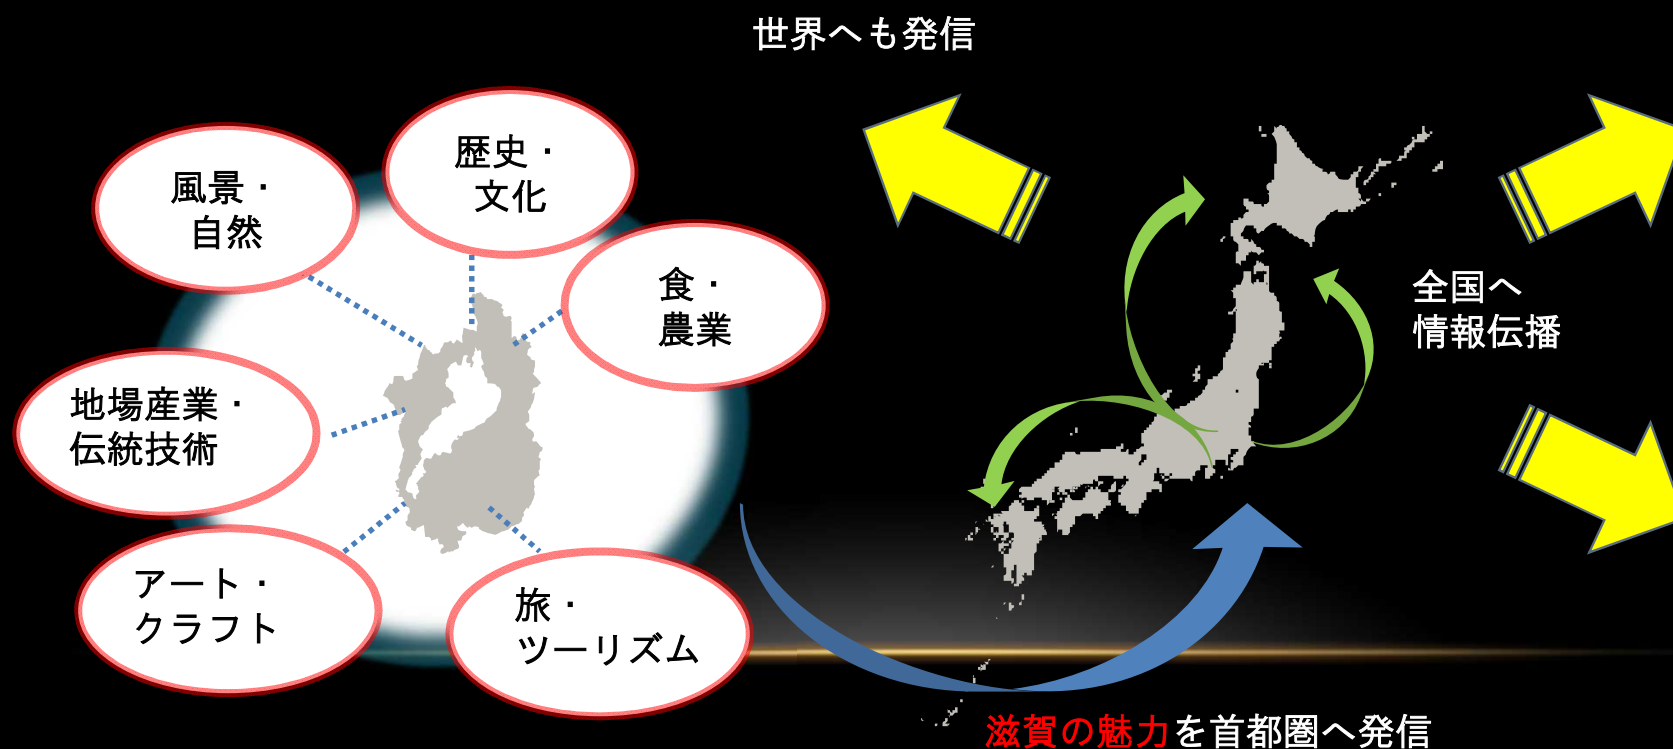 世界へも発信
歴史・
文化
風景・
自然
食・
農業
地場産業・
伝統技術
アート・
クラフト
旅・
ツーリズム
全国へ
情報伝播
滋賀の魅力を首都圏へ発信